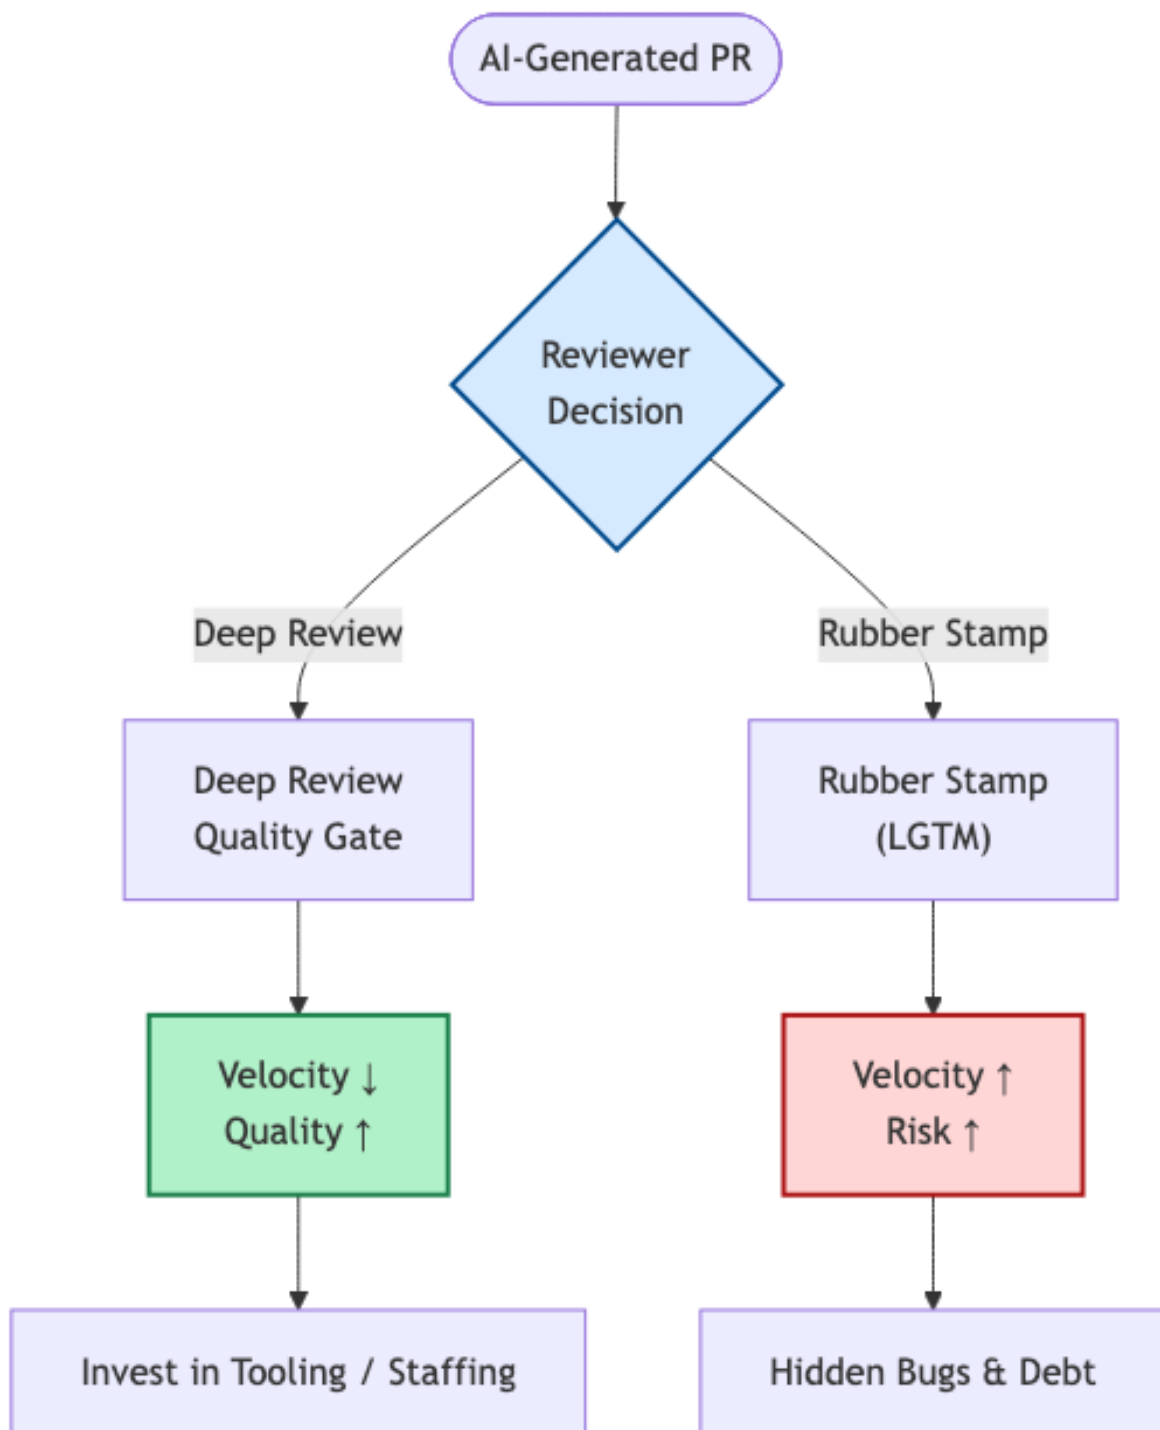 AI-Generated PR
Reviewer
Decision
Deep Review
Rubber Stamp
Deep Review
Quality Gate
Rubber Stamp
(LGTM)
Velocity ↓
Quality ↑
Velocity ↑
Risk ↑
Invest in Tooling / Staffing
Hidden Bugs & Debt